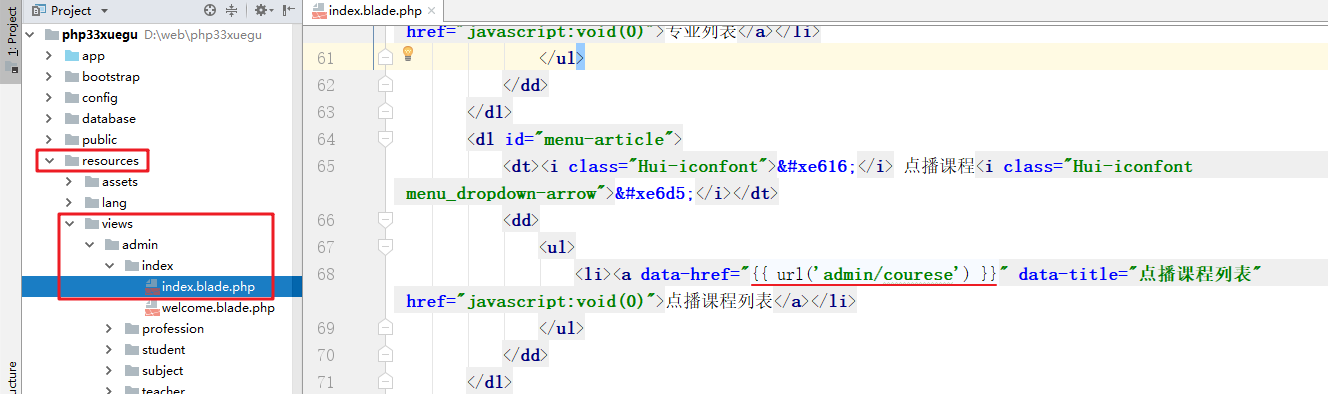 1: Project
Project
index.blade.php
php33xuegu D:\web\php33xuegu
app
bootstrap
config
database
public
resources
assets
lang
views
admin
index
index.blade.php
welcome.blade.php
profession
student
subject
teacher
ucture
href="javascript:void(0)">专业列表</a></li>
61 </ul>
62 </dd>
63 </dl>
64 <dl id="menu-article">
65 <dt><i class="Hui-iconfont">&#xe616;</i> 点播课程<i class="Hui-iconfont
menu_dropdown-arrow">&#xe6d5;</i></dt>
66 <dd>
67 <ul>
68 <li><a data-href="{{ url('admin/courese') }}" data-title="点播课程列表"
href="javascript:void(0)">点播课程列表</a></li>
69 </ul>
70 </dd>
71 </dl>